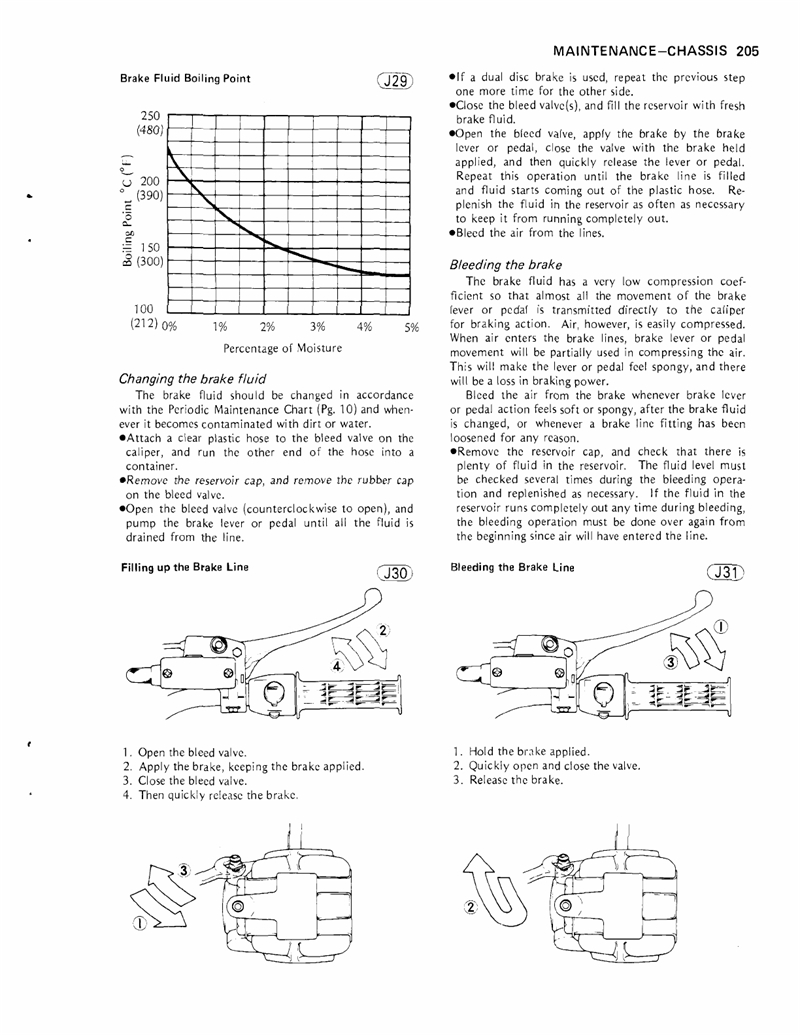 MAINTENANCE—CHASSIS 205
Brake Fluid Boiling Point
J29
Boiling Point °C (°F)
250
(480)
200
(390)
150
(300)
100
(212)
0% 1% 2% 3% 4% 5%
Percentage of Moisture
Changing the brake fluid
The brake fluid should be changed in accordance
with the Periodic Maintenance Chart (Pg. 10) and when-
ever it becomes contaminated with dirt or water.
●Attach a clear plastic hose to the bleed valve on the
caliper, and run the other end of the hose into a
container.
●Remove the reservoir cap, and remove the rubber cap
on the bleed valve.
●Open the bleed valve (counterclockwise to open), and
pump the brake lever or pedal until all the fluid is
drained from the line.
●If a dual disc brake is used, repeat the previous step
one more time for the other side.
●Close the bleed valve(s), and fill the reservoir with fresh
brake fluid.
●Open the bleed valve, apply the brake by the brake
lever or pedal, close the valve with the brake held
applied, and then quickly release the lever or pedal.
Repeat this operation until the brake line is filled
and fluid starts coming out of the plastic hose. Re-
plenish the fluid in the reservoir as often as necessary
to keep it from running completely out.
●Bleed the air from the lines.
Bleeding the brake
The brake fluid has a very low compression coef-
ficient so that almost all the movement of the brake
lever or pedal is transmitted directly to the caliper
for braking action. Air, however, is easily compressed.
When air enters the brake lines, brake lever or pedal
movement will be partially used in compressing the air.
This will make the lever or pedal feel spongy, and there
will be a loss in braking power.
Bleed the air from the brake whenever brake lever
or pedal action feels soft or spongy, after the brake fluid
is changed, or whenever a brake line fitting has been
loosened for any reason.
●Remove the reservoir cap, and check that there is
plenty of fluid in the reservoir. The fluid level must
be checked several times during the bleeding opera-
tion and replenished as necessary. If the fluid in the
reservoir runs completely out any time during bleeding,
the bleeding operation must be done over again from
the beginning since air will have entered the line.
Filling up the Brake Line
J30
2
4
1. Open the bleed valve.
2. Apply the brake, keeping the brake applied.
3. Close the bleed valve.
4. Then quickly release the brake.
3
1
Bleeding the Brake Line
J31
1
3
1. Hold the brake applied.
2. Quickly open and close the valve.
3. Release the brake.
2